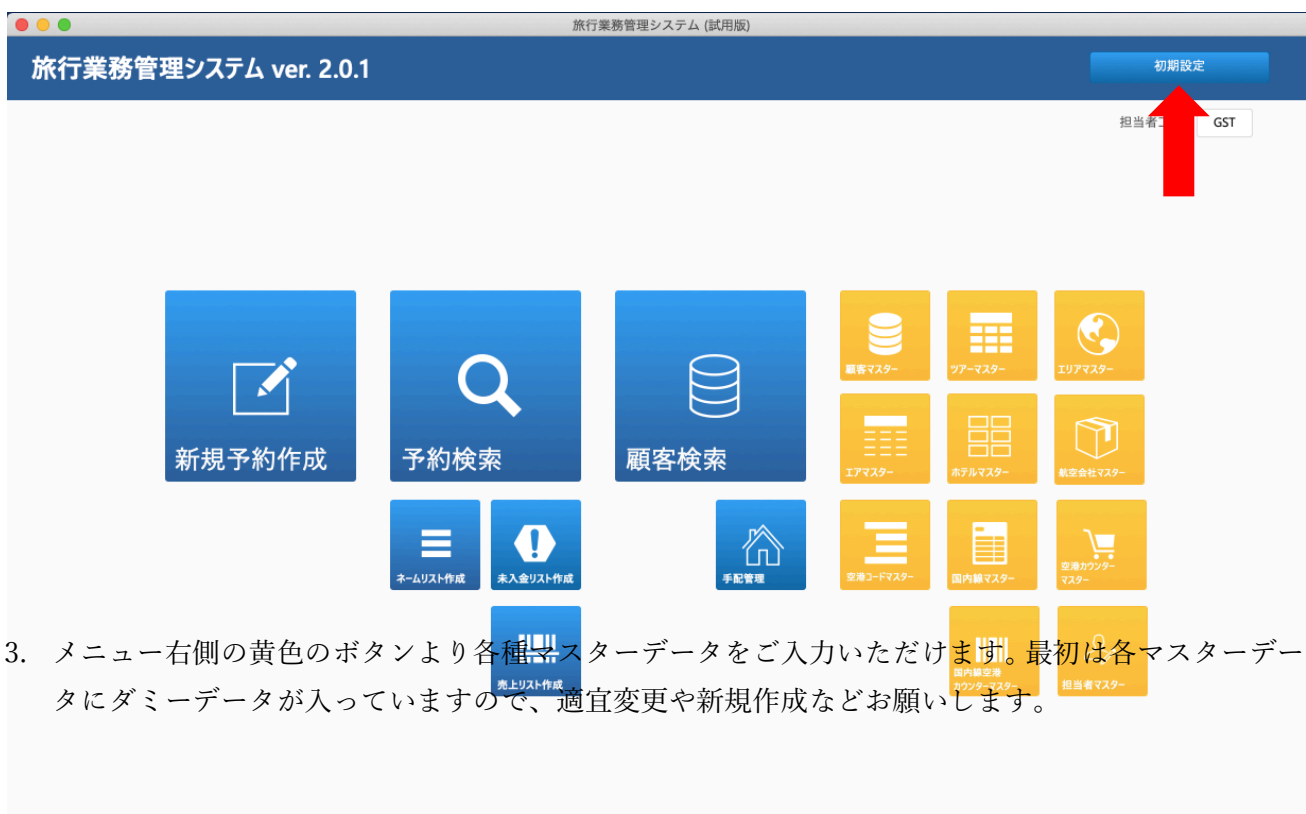 旅行業務管理システム (試用版)
旅行業務管理システム ver. 2.0.1
初期設定
担当者コ
GST
新規予約作成
予約検索
顧客検索
顧客マスター
ツアーマスター
エリアマスター
エアマスター
ホテルマスター
航空会社マスター
ネームリスト作成
未入金リスト作成
手配管理
空港コードマスター
国内線マスター
空港カウンター
マスター
3. メニュー右側の黄色のボタンより各種マスターデータをご入力いただけます。最初は各マスターデー
タにダミーデータが入っていますので、適宜変更や新規作成などお願いします。
売上リスト作成
国内線空港
カウンターマスター
担当者マスター